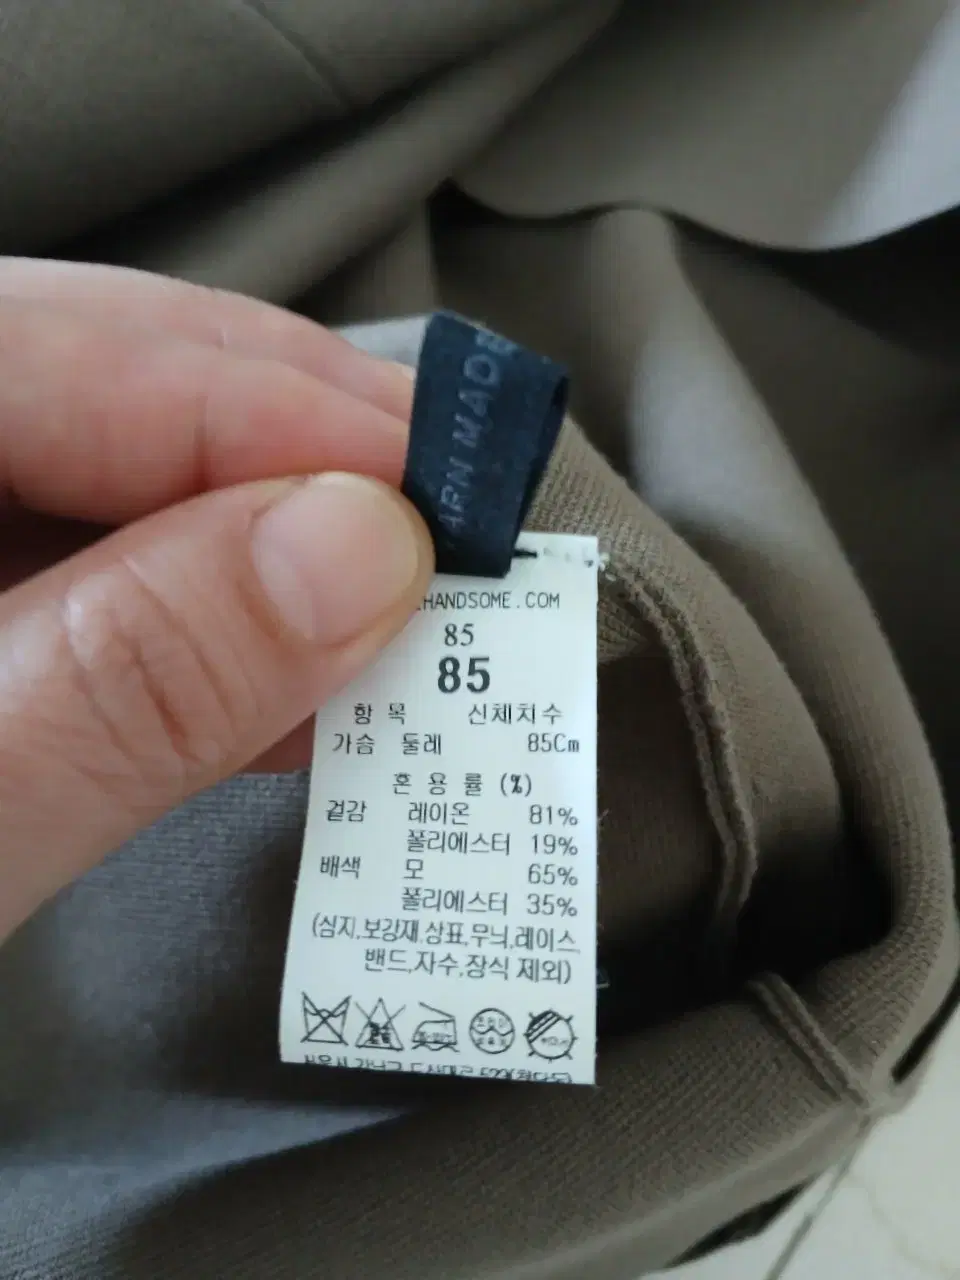 YARN MADE
HANDSOME.COM
85
85
항 목 신체치수
가슴 둘레 85Cm
혼 용 률 (%)
겉감 레이온 81%
폴리에스터 19%
배색 모 65%
폴리에스터 35%
(심지,보강재,상표,무늬,레이스
밴드,자수,장식 제외)